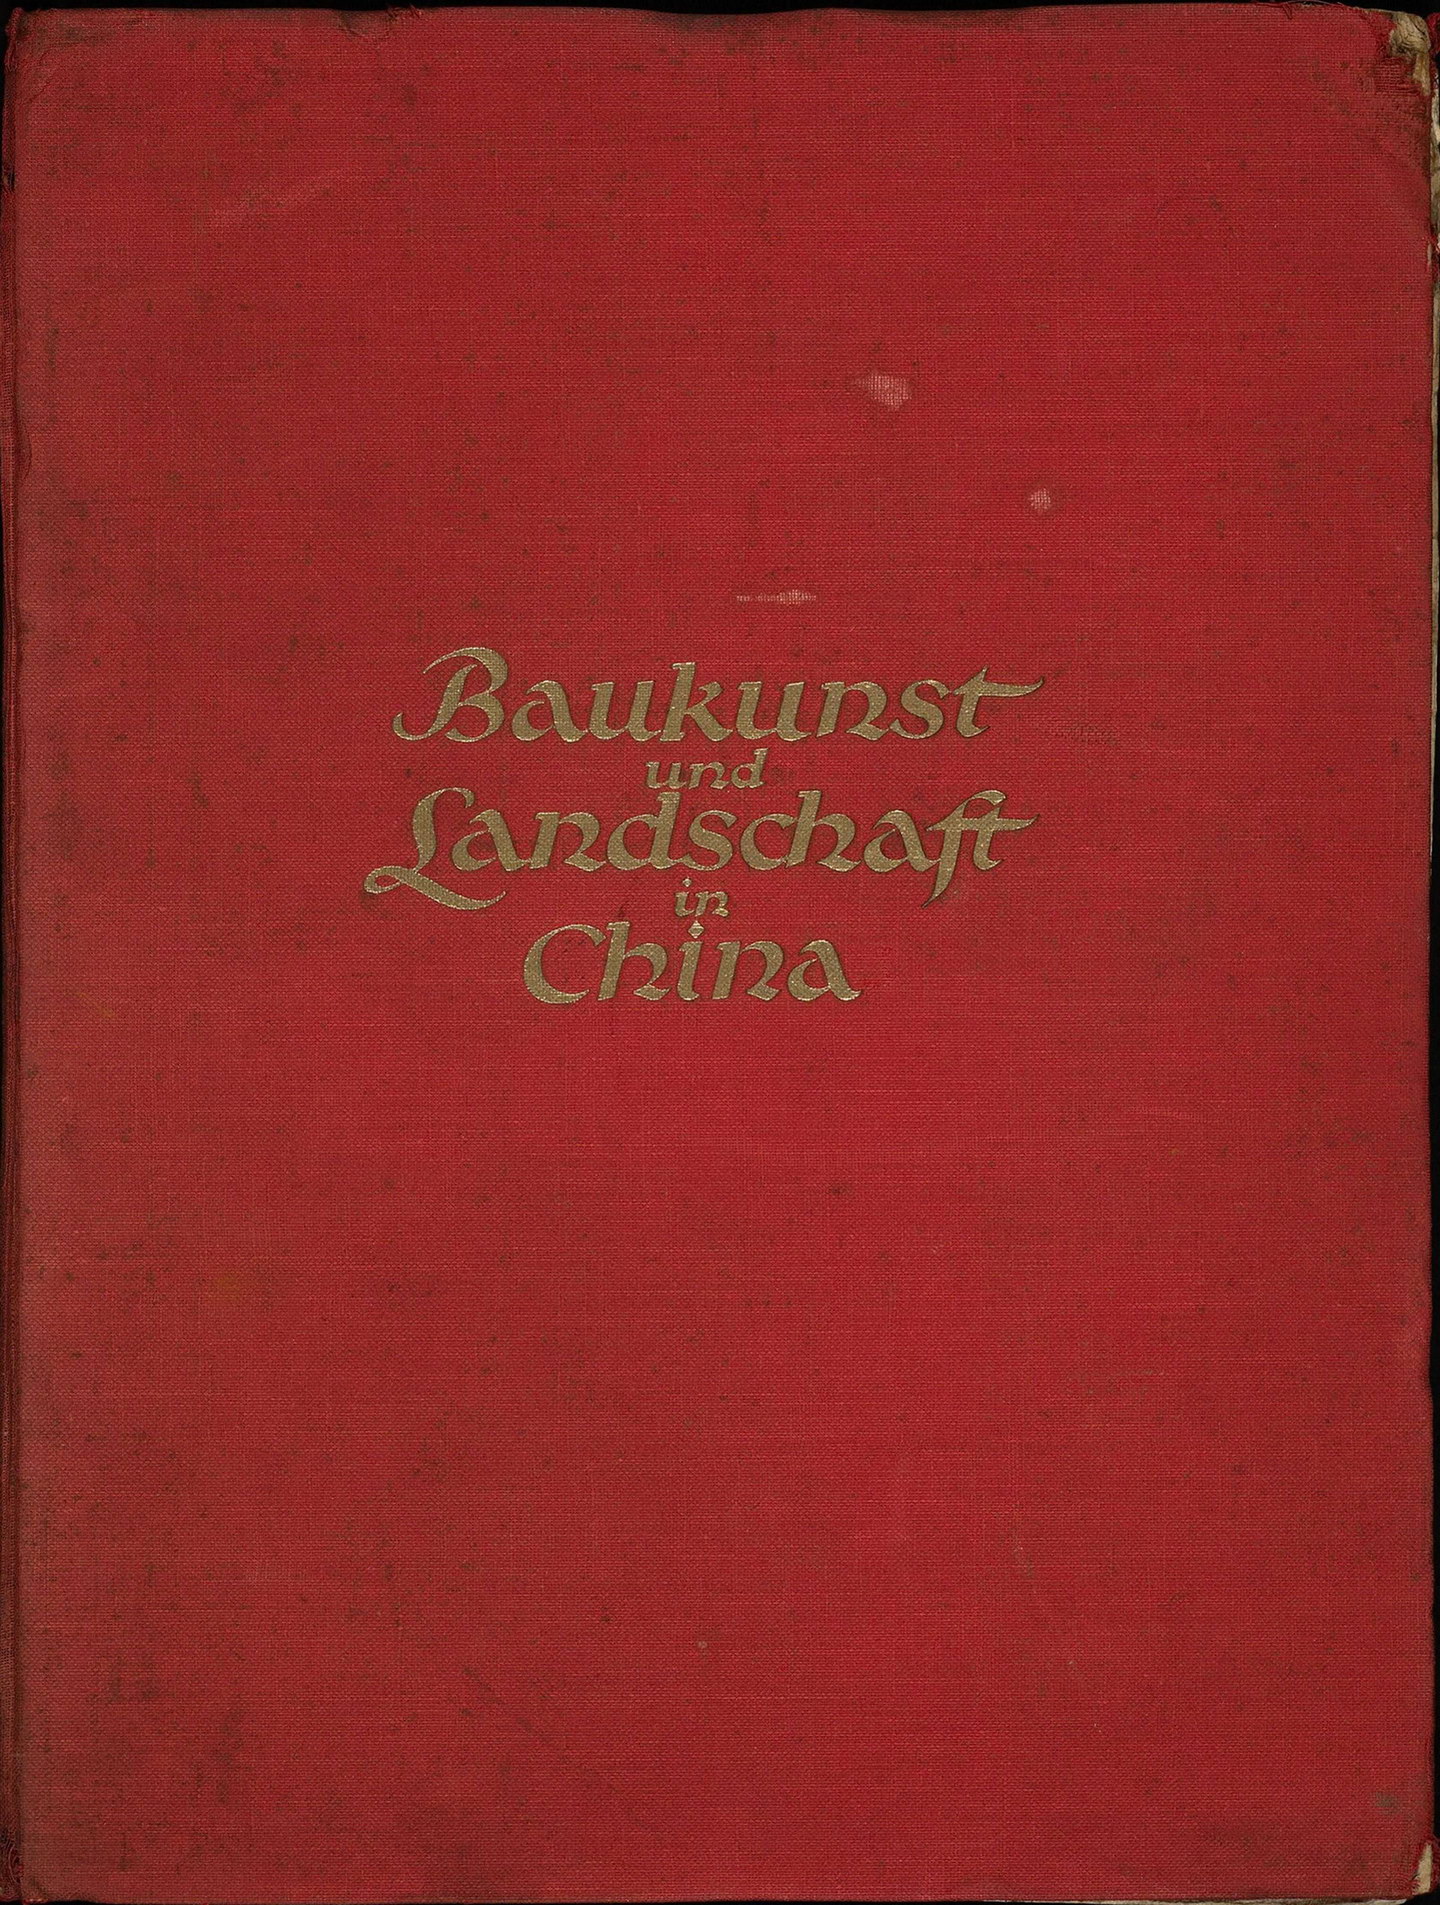 Baukunst
und
Landschaft
in
China